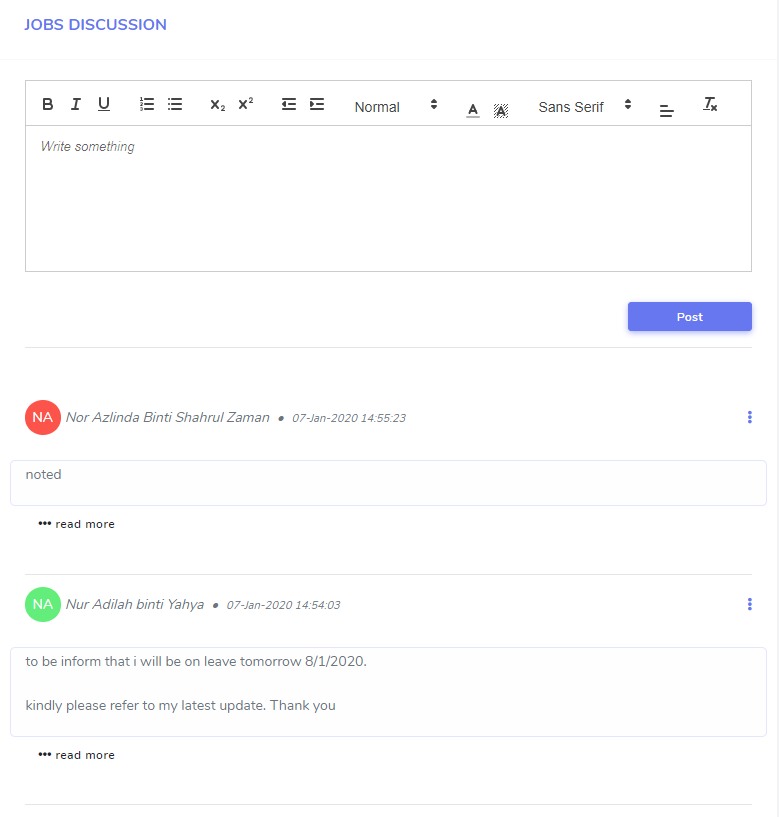 JOBS DISCUSSION
B I U X₂ X² Normal A A Sans Serif Tx
Write something
Post
NA Nor Azlinda Binti Shahrul Zaman ● 07-Jan-2020 14:55:23
noted
••• read more
NA Nur Adilah binti Yahya ● 07-Jan-2020 14:54:03
to be inform that i will be on leave tomorrow 8/1/2020.
kindly please refer to my latest update. Thank you
••• read more